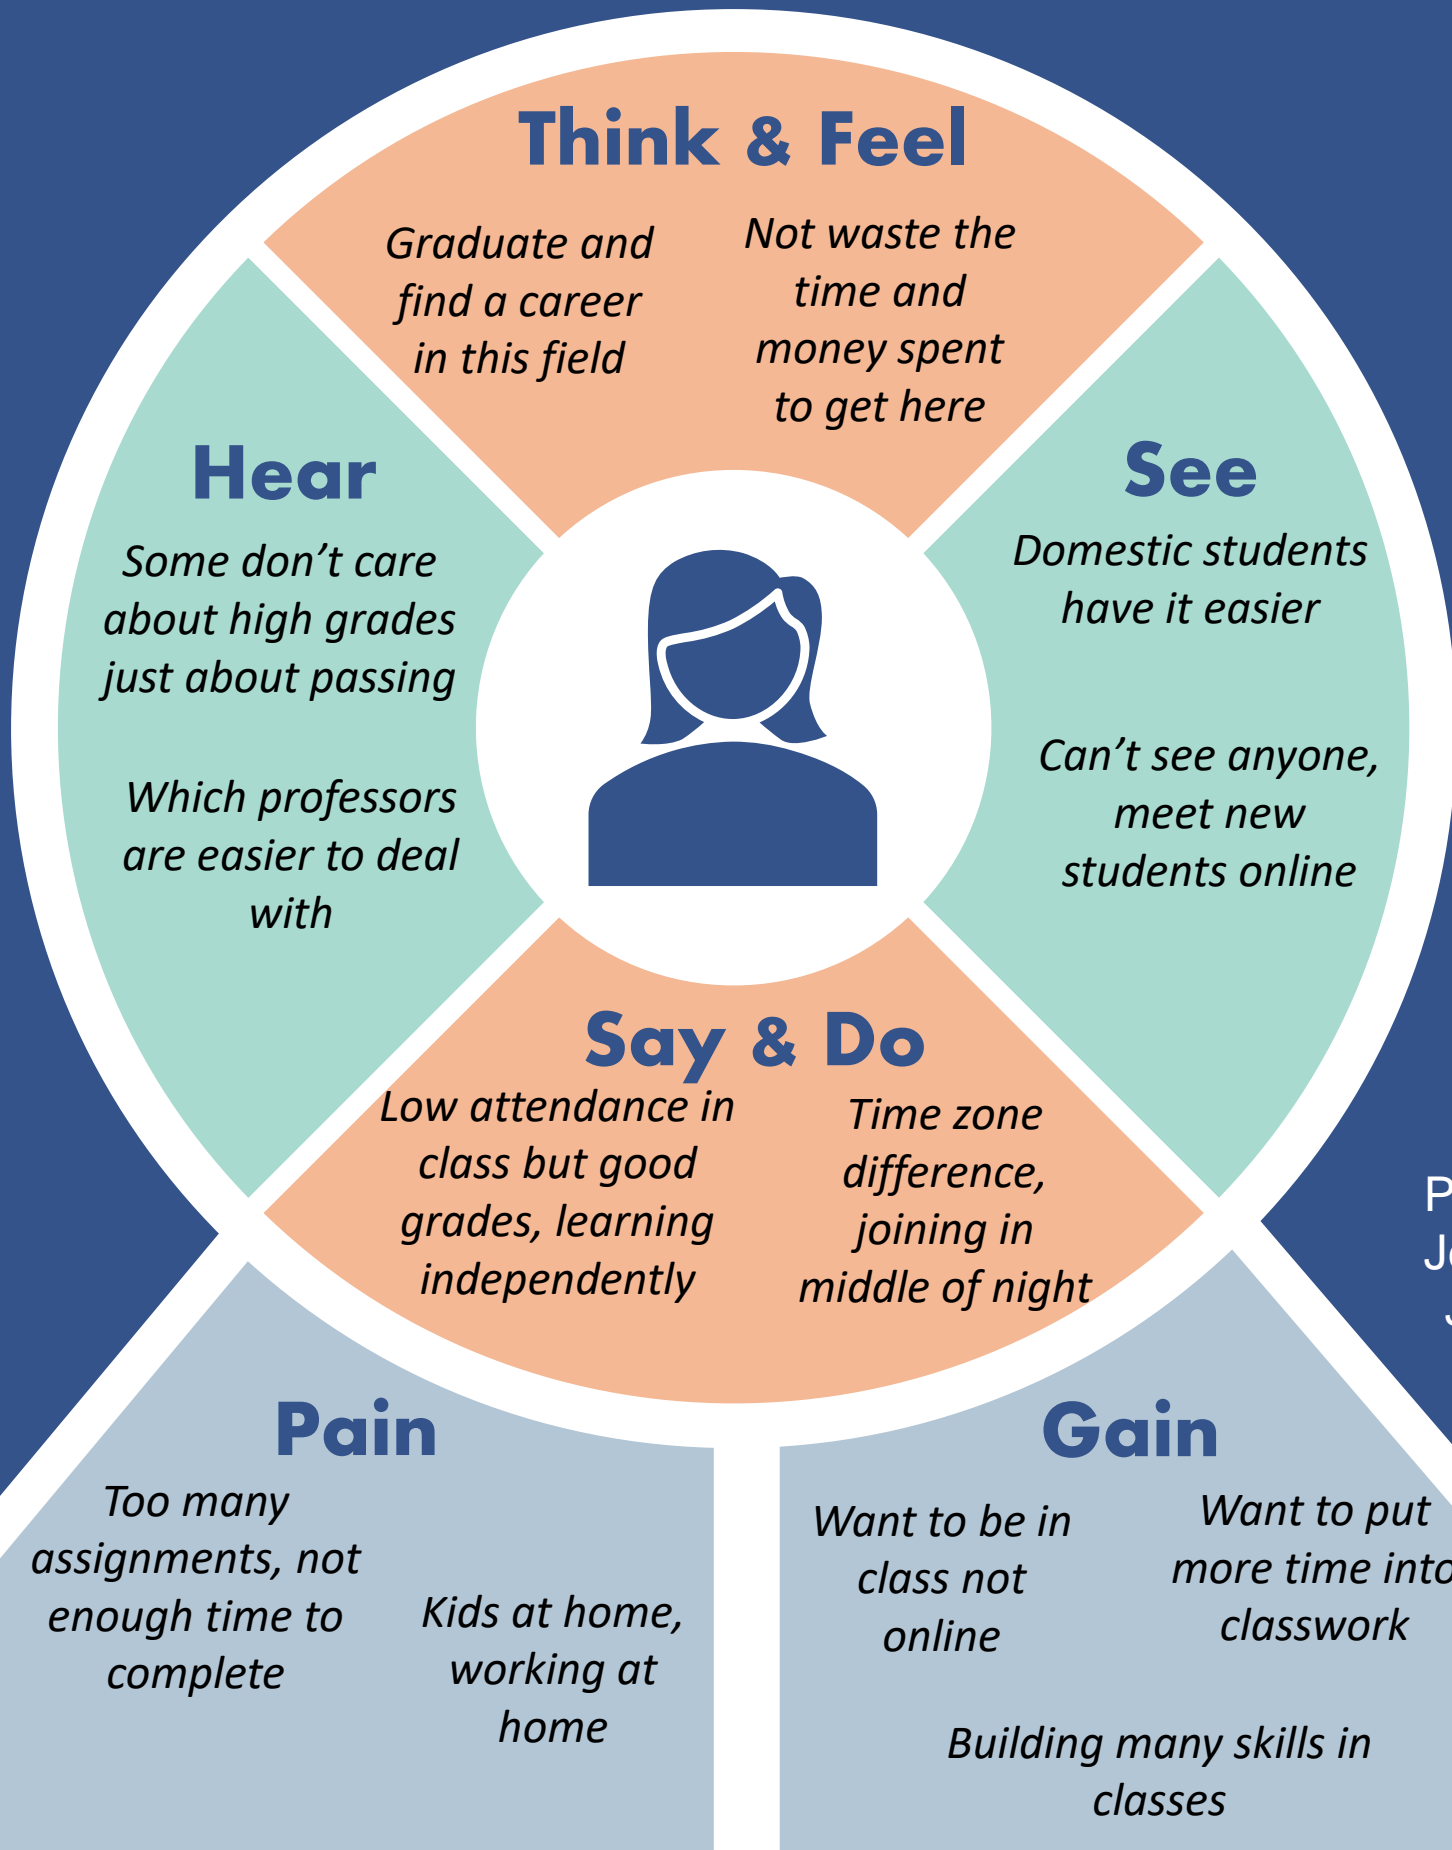 Think & Feel
Graduate and
find a career
in this field
Not waste the
time and
money spent
to get here
Hear
Some don’t care
about high grades
just about passing
Which professors
are easier to deal
with
See
Domestic students
have it easier
Can’t see anyone,
meet new
students online
Say & Do
Low attendance in
class but good
grades, learning
independently
Time zone
difference,
joining in
middle of night
Pain
Too many
assignments, not
enough time to
complete
Kids at home,
working at
home
Gain
Want to be in
class not
online
Want to put
more time into
classwork
Building many skills in
classes